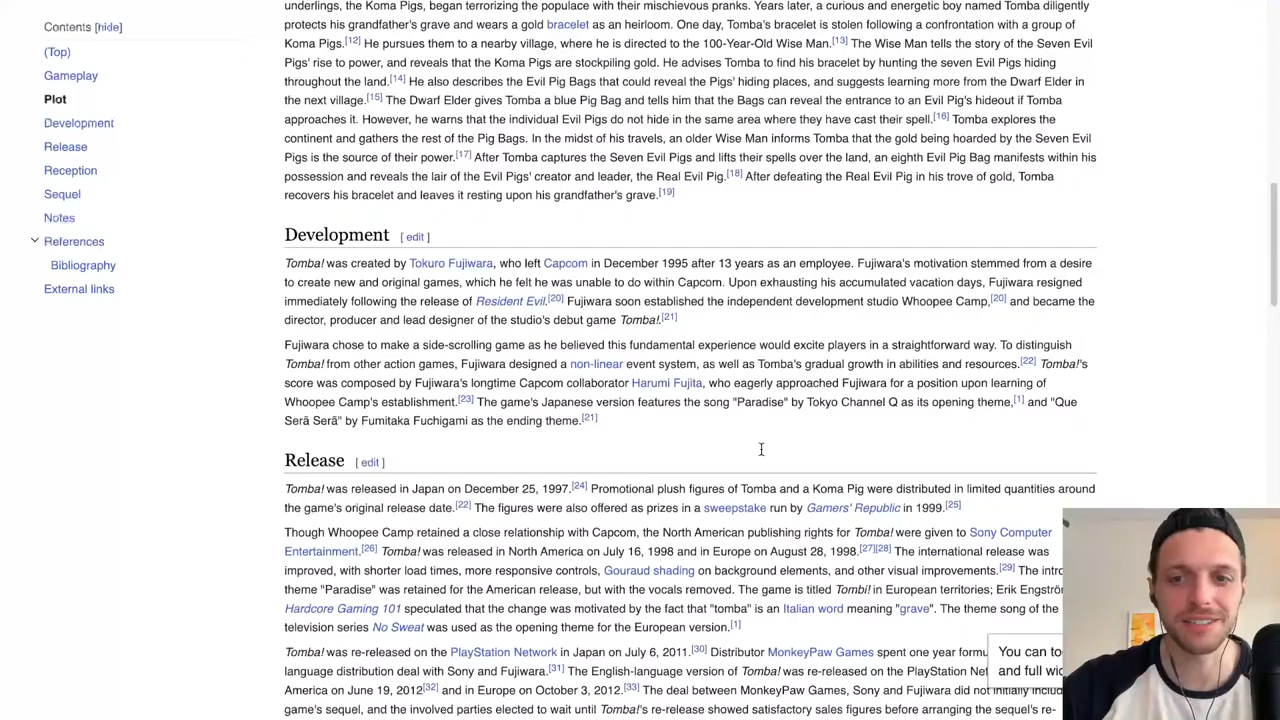 Contents [hide]
(Top)
Gameplay
Plot
Development
Release
Reception
Sequel
Notes
References
Bibliography
External links
underlings, the Koma Pigs, began terrorizing the populace with their mischievous pranks. Years later, a curious and energetic boy named Tomba diligently
protects his grandfather's grave and wears a gold bracelet as an heirloom. One day, Tomba's bracelet is stolen following a confrontation with a group of
Koma Pigs.[12] He pursues them to a nearby village, where he is directed to the 100-Year-Old Wise Man.[13] The Wise Man tells the story of the Seven Evil
Pigs' rise to power, and reveals that the Koma Pigs are stockpiling gold. He advises Tomba to find his bracelet by hunting the seven Evil Pigs hiding
throughout the land.[14] He also describes the Evil Pig Bags that could reveal the Pigs' hiding places, and suggests learning more from the Dwarf Elder in
the next village.[15] The Dwarf Elder gives Tomba a blue Pig Bag and tells him that the Bags can reveal the entrance to an Evil Pig's hideout if Tomba
approaches it. However, he warns that the individual Evil Pigs do not hide in the same area where they have cast their spell.[16] Tomba explores the
continent and gathers the rest of the Pig Bags. In the midst of his travels, an older Wise Man informs Tomba that the gold being hoarded by the Seven Evil
Pigs is the source of their power.[17] After Tomba captures the Seven Evil Pigs and lifts their spells over the land, an eighth Evil Pig Bag manifests within his
possession and reveals the lair of the Evil Pigs' creator and leader, the Real Evil Pig.[18] After defeating the Real Evil Pig in his trove of gold, Tomba
recovers his bracelet and leaves it resting upon his grandfather's grave.[19]
Development [ edit ]
Tomba! was created by Tokuro Fujiwara, who left Capcom in December 1995 after 13 years as an employee. Fujiwara's motivation stemmed from a desire
to create new and original games, which he felt he was unable to do within Capcom. Upon exhausting his accumulated vacation days, Fujiwara resigned
immediately following the release of Resident Evil.[20] Fujiwara soon established the independent development studio Whoopee Camp,[20] and became the
director, producer and lead designer of the studio's debut game Tomba!.[21]
Fujiwara chose to make a side-scrolling game as he believed this fundamental experience would excite players in a straightforward way. To distinguish
Tomba! from other action games, Fujiwara designed a non-linear event system, as well as Tomba's gradual growth in abilities and resources.[22] Tomba!'s
score was composed by Fujiwara's longtime Capcom collaborator Harumi Fujita, who eagerly approached Fujiwara for a position upon learning of
Whoopee Camp's establishment.[23] The game's Japanese version features the song "Paradise" by Tokyo Channel Q as its opening theme,[1] and "Que
Serã Serã" by Fumitaka Fuchigami as the ending theme.[21]
Release [ edit ]
Tomba! was released in Japan on December 25, 1997.[24] Promotional plush figures of Tomba and a Koma Pig were distributed in limited quantities around
the game's original release date.[22] The figures were also offered as prizes in a sweepstake run by Gamers' Republic in 1999.[25]
Though Whoopee Camp retained a close relationship with Capcom, the North American publishing rights for Tomba! were given to Sony Computer
Entertainment.[26] Tomba! was released in North America on July 16, 1998 and in Europe on August 28, 1998.[27][28] The international release was
improved, with shorter load times, more responsive controls, Gouraud shading on background elements, and other visual improvements.[29] The intro
theme "Paradise" was retained for the American release, but with the vocals removed. The game is titled Tombi! in European territories; Erik Engströ
Hardcore Gaming 101 speculated that the change was motivated by the fact that "tomba" is an Italian word meaning "grave". The theme song of the
television series No Sweat was used as the opening theme for the European version.[1]
Tomba! was re-released on the PlayStation Network in Japan on July 6, 2011.[30] Distributor MonkeyPaw Games spent one year formu
language distribution deal with Sony and Fujiwara.[31] The English-language version of Tomba! was re-released on the PlayStation Net
America on June 19, 2012[32] and in Europe on October 3, 2012.[33] The deal between MonkeyPaw Games, Sony and Fujiwara did not initially includ
game's sequel, and the involved parties elected to wait until Tomba!'s re-release showed satisfactory sales figures before arranging the sequel's re-
You can to
and full wi